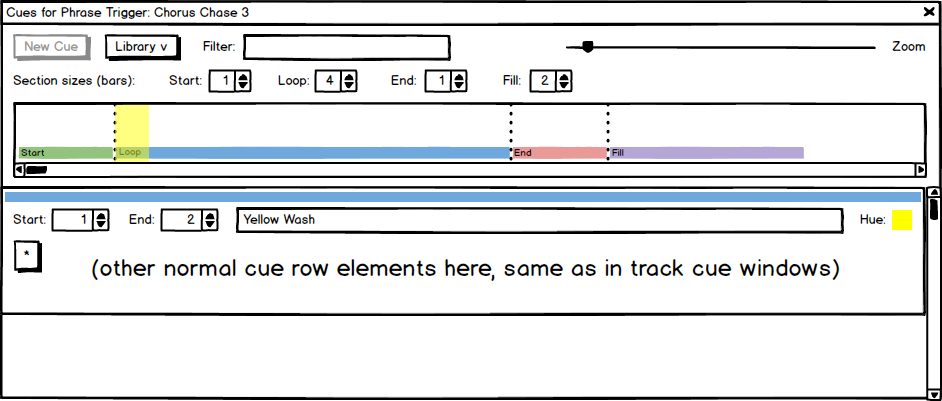 Cues for Phrase Trigger: Chorus Chase 3
New Cue Library v Filter: Zoom
Section sizes (bars): Start: 1 Loop: 4 End: 1 Fill: 2
Start Loop End Fill
Start: 1 End: 2 Yellow Wash Hue:
*
(other normal cue row elements here, same as in track cue windows)